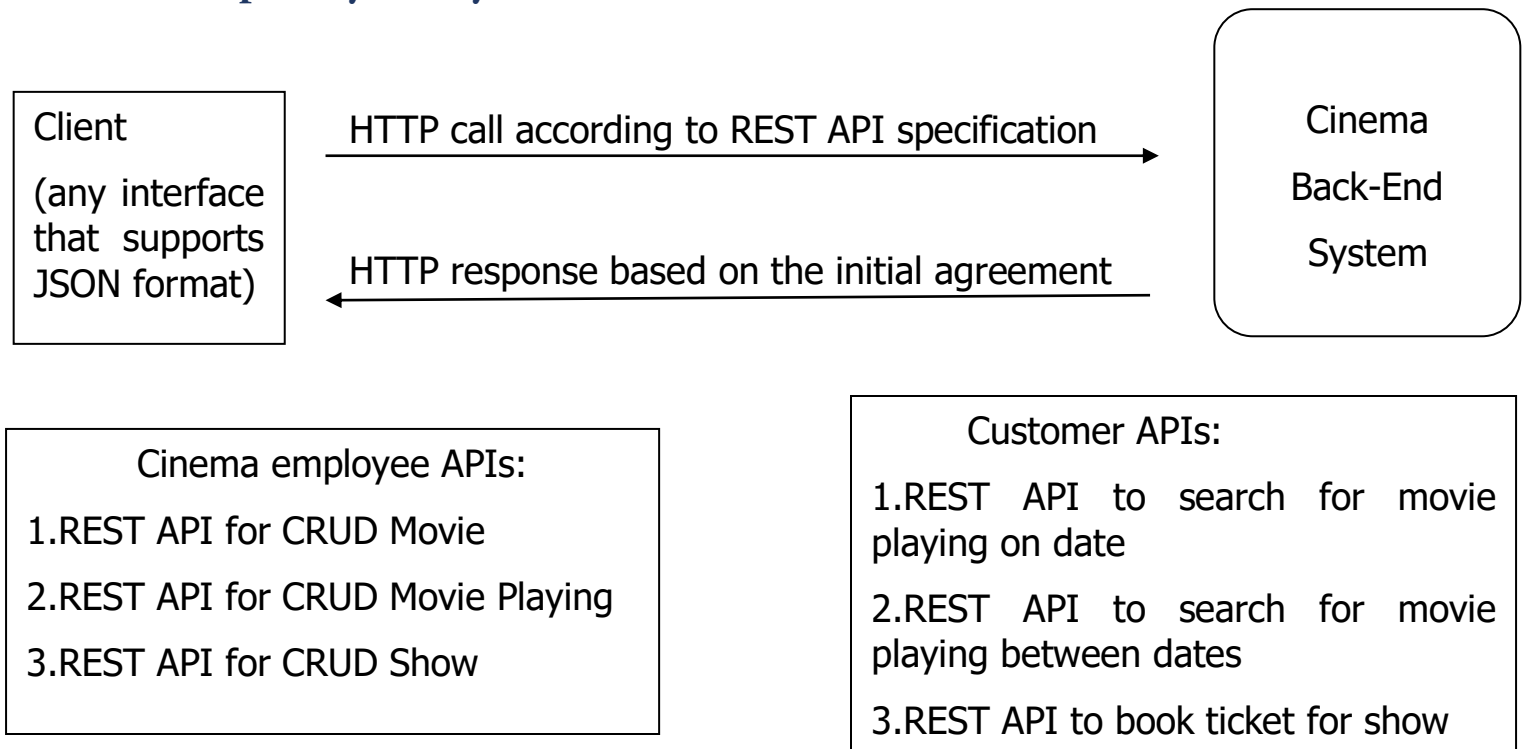 Client
(any interface
that supports
JSON format)
HTTP call according to REST API specification
HTTP response based on the initial agreement
Cinema
Back-End
System
Cinema employee APIs:
1.REST API for CRUD Movie
2.REST API for CRUD Movie Playing
3.REST API for CRUD Show
Customer APIs:
1.REST API to search for movie
playing on date
2.REST API to search for movie
playing between dates
3.REST API to book ticket for show